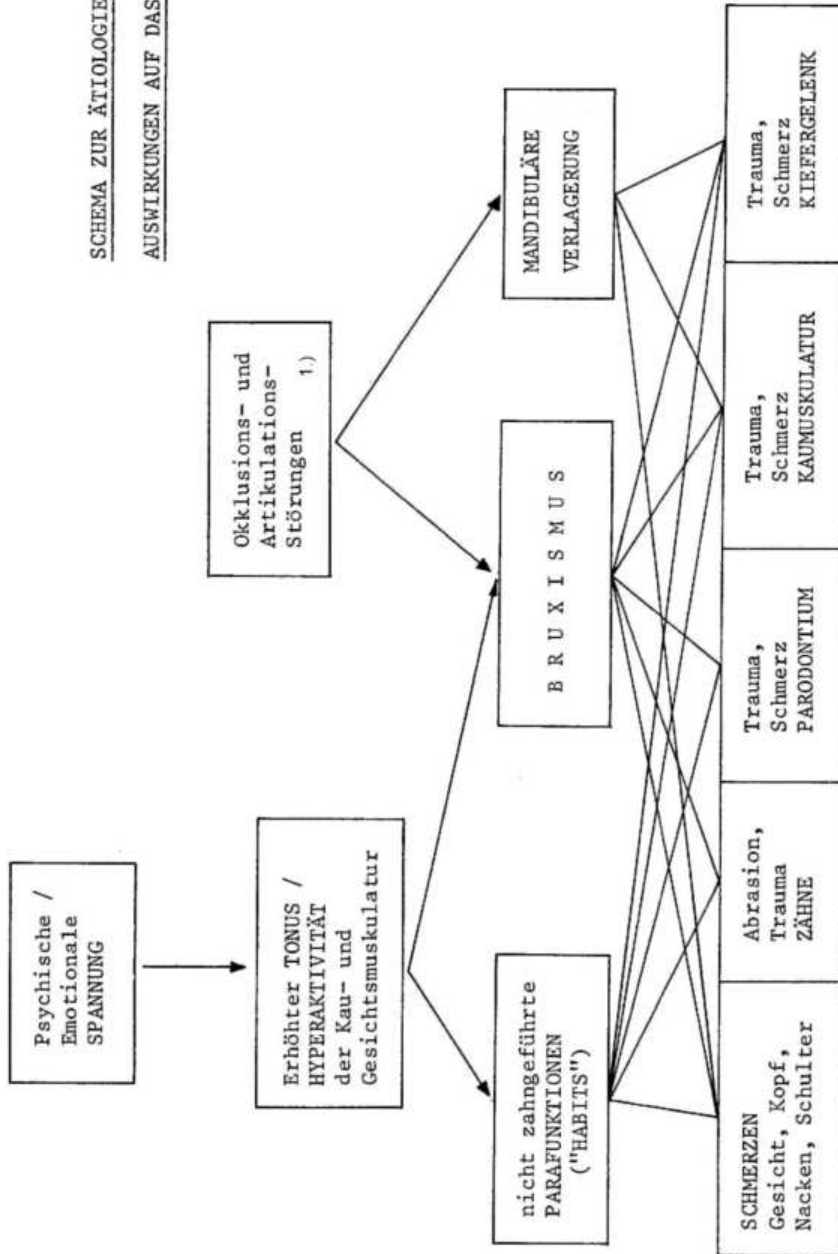 SCHEMA ZUR ÄTIOLOGIE
AUSWIRKUNGEN AUF DAS
Psychische /
Emotionale
SPANNUNG
Erhöhter TONUS /
HYPERAKTIVITÄT
der Kau- und
Gesichtsmuskulatur
Okklusions- und
Artikulations-
Störungen 1.)
nicht zahngeführte
PARAFUNKTIONEN
("HABITS")
B R U X I S M U S
MANDIBULÄRE
VERLAGERUNG
SCHMERZEN
Gesicht, Kopf,
Nacken, Schulter
Abrasion,
Trauma
ZÄHNE
Trauma,
Schmerz
PARODONTIUM
Trauma,
Schmerz
KAUMUSKULATUR
Trauma,
Schmerz
KIEFERGELENK